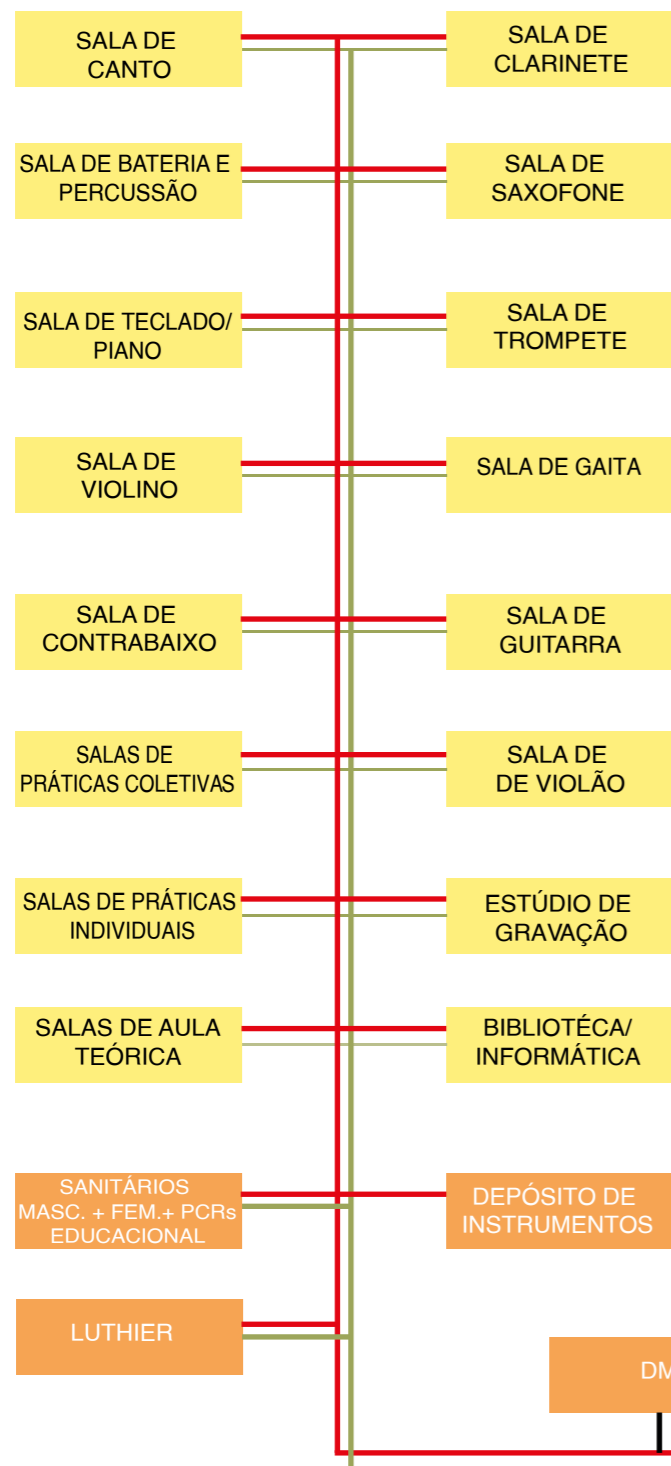 SALA DE
CANTO
SALA DE
CLARINETE
SALA DE BATERIA E
PERCUSSÃO
SALA DE
SAXOFONE
SALA DE TECLADO/
PIANO
SALA DE
TROMPETE
SALA DE
VIOLINO
SALA DE GAITA
SALA DE
CONTRABAIXO
SALA DE
GUITARRA
SALAS DE
PRÁTICAS COLETIVAS
SALA DE
DE VIOLÃO
SALAS DE PRÁTICAS
INDIVIDUAIS
ESTÚDIO DE
GRAVAÇÃO
SALAS DE AULA
TEÓRICA
BIBLIOTÉCA/
INFORMÁTICA
SANITÁRIOS
MASC. + FEM.+ PCRs
EDUCACIONAL
DEPÓSITO DE
INSTRUMENTOS
LUTHIER